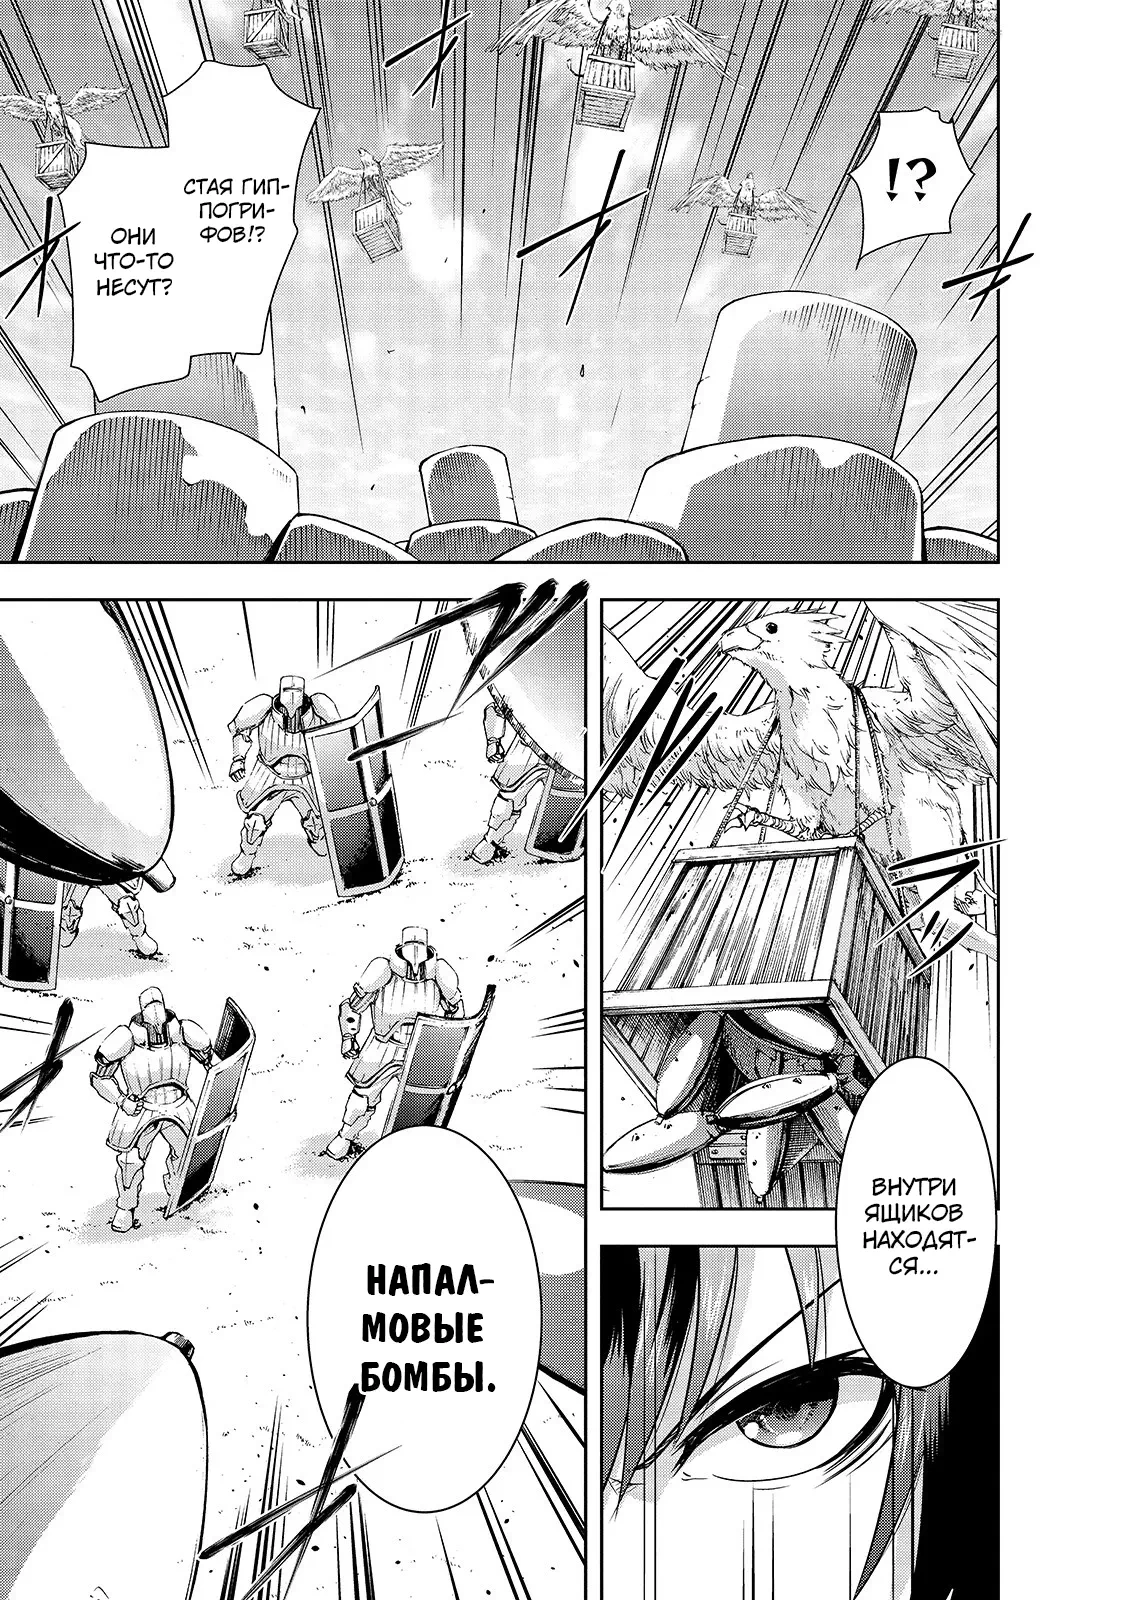 !?
СТАЯ ГИП-
ПОГРИ-
ФОВ!?
ОНИ
ЧТО-ТО
НЕСУТ?
ВНУТРИ
ЯЩИКОВ
НАХОДЯТ-
СЯ...
НАПАЛ-
МОВЫЕ
БОМБЫ.